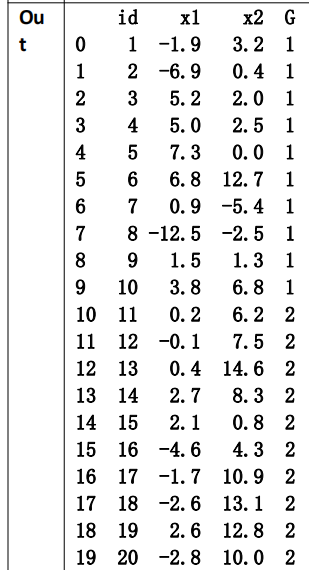 Out id x1 x2 G
0 1 -1.9 3.2 1
1 2 -6.9 0.4 1
2 3 5.2 2.0 1
3 4 5.0 2.5 1
4 5 7.3 0.0 1
5 6 6.8 12.7 1
6 7 0.9 -5.4 1
7 8 -12.5 -2.5 1
8 9 1.5 1.3 1
9 10 3.8 6.8 1
10 11 0.2 6.2 2
11 12 -0.1 7.5 2
12 13 0.4 14.6 2
13 14 2.7 8.3 2
14 15 2.1 0.8 2
15 16 -4.6 4.3 2
16 17 -1.7 10.9 2
17 18 -2.6 13.1 2
18 19 2.6 12.8 2
19 20 -2.8 10.0 2